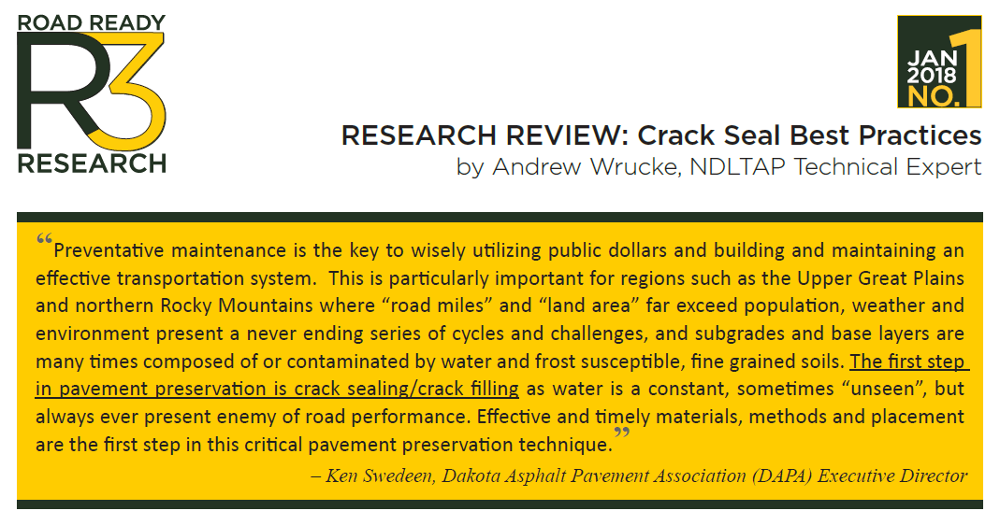 ROAD READY
R3
RESEARCH
JAN
2018
NO. 1
RESEARCH REVIEW: Crack Seal Best Practices
by Andrew Wrucke, NDLTAP Technical Expert
“Preventative maintenance is the key to wisely utilizing public dollars and building and maintaining an
effective transportation system.  This is particularly important for regions such as the Upper Great Plains
and northern Rocky Mountains where “road miles” and “land area” far exceed population, weather and
environment present a never ending series of cycles and challenges, and subgrades and base layers are
many times composed of or contaminated by water and frost susceptible, fine grained soils. The first step
in pavement preservation is crack sealing/crack filling as water is a constant, sometimes “unseen”, but
always ever present enemy of road performance. Effective and timely materials, methods and placement
are the first step in this critical pavement preservation technique.”
– Ken Swedeen, Dakota Asphalt Pavement Association (DAPA) Executive Director